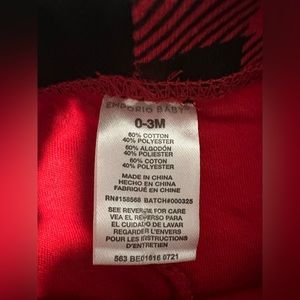 EMPORIO BABY
0-3M
60% COTTON
40% POLYESTER
60% ALGODÓN
40% POLIESTER
60% COTON
40% POLYESTER
MADE IN CHINA
HECHO EN CHINA
FABRIQUÉ EN CHINE
RN#158568 BATCH#000325
SEE REVERSE FOR CARE
VEA EL REVERSO PARA
EL CUIDADO DE LAVAR
REGARDER L'ENVERS
POUR LES INSTRUCTIONS
D'ENTRETIEN
563 BE01616 0721